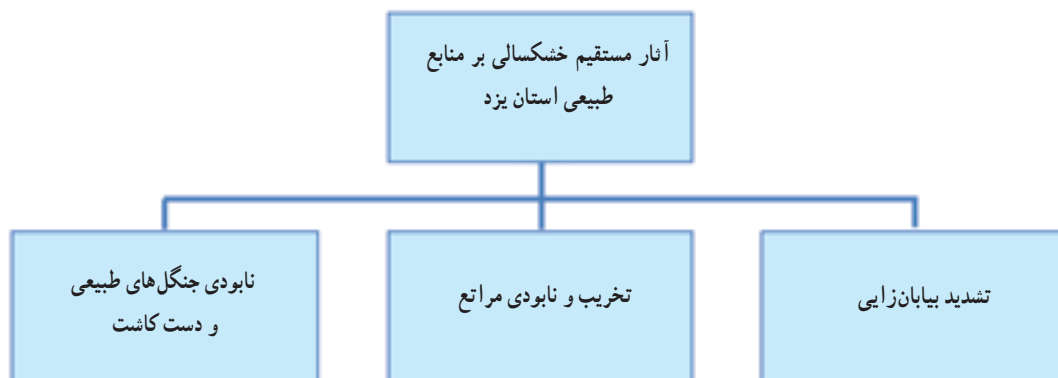 آثار مستقیم خشکسالی بر منابع
طبیعی استان یزد
تشدید بیابان‌زایی
تخریب و نابودی مراتع
نابودی جنگل‌های طبیعی
و دست کاشت